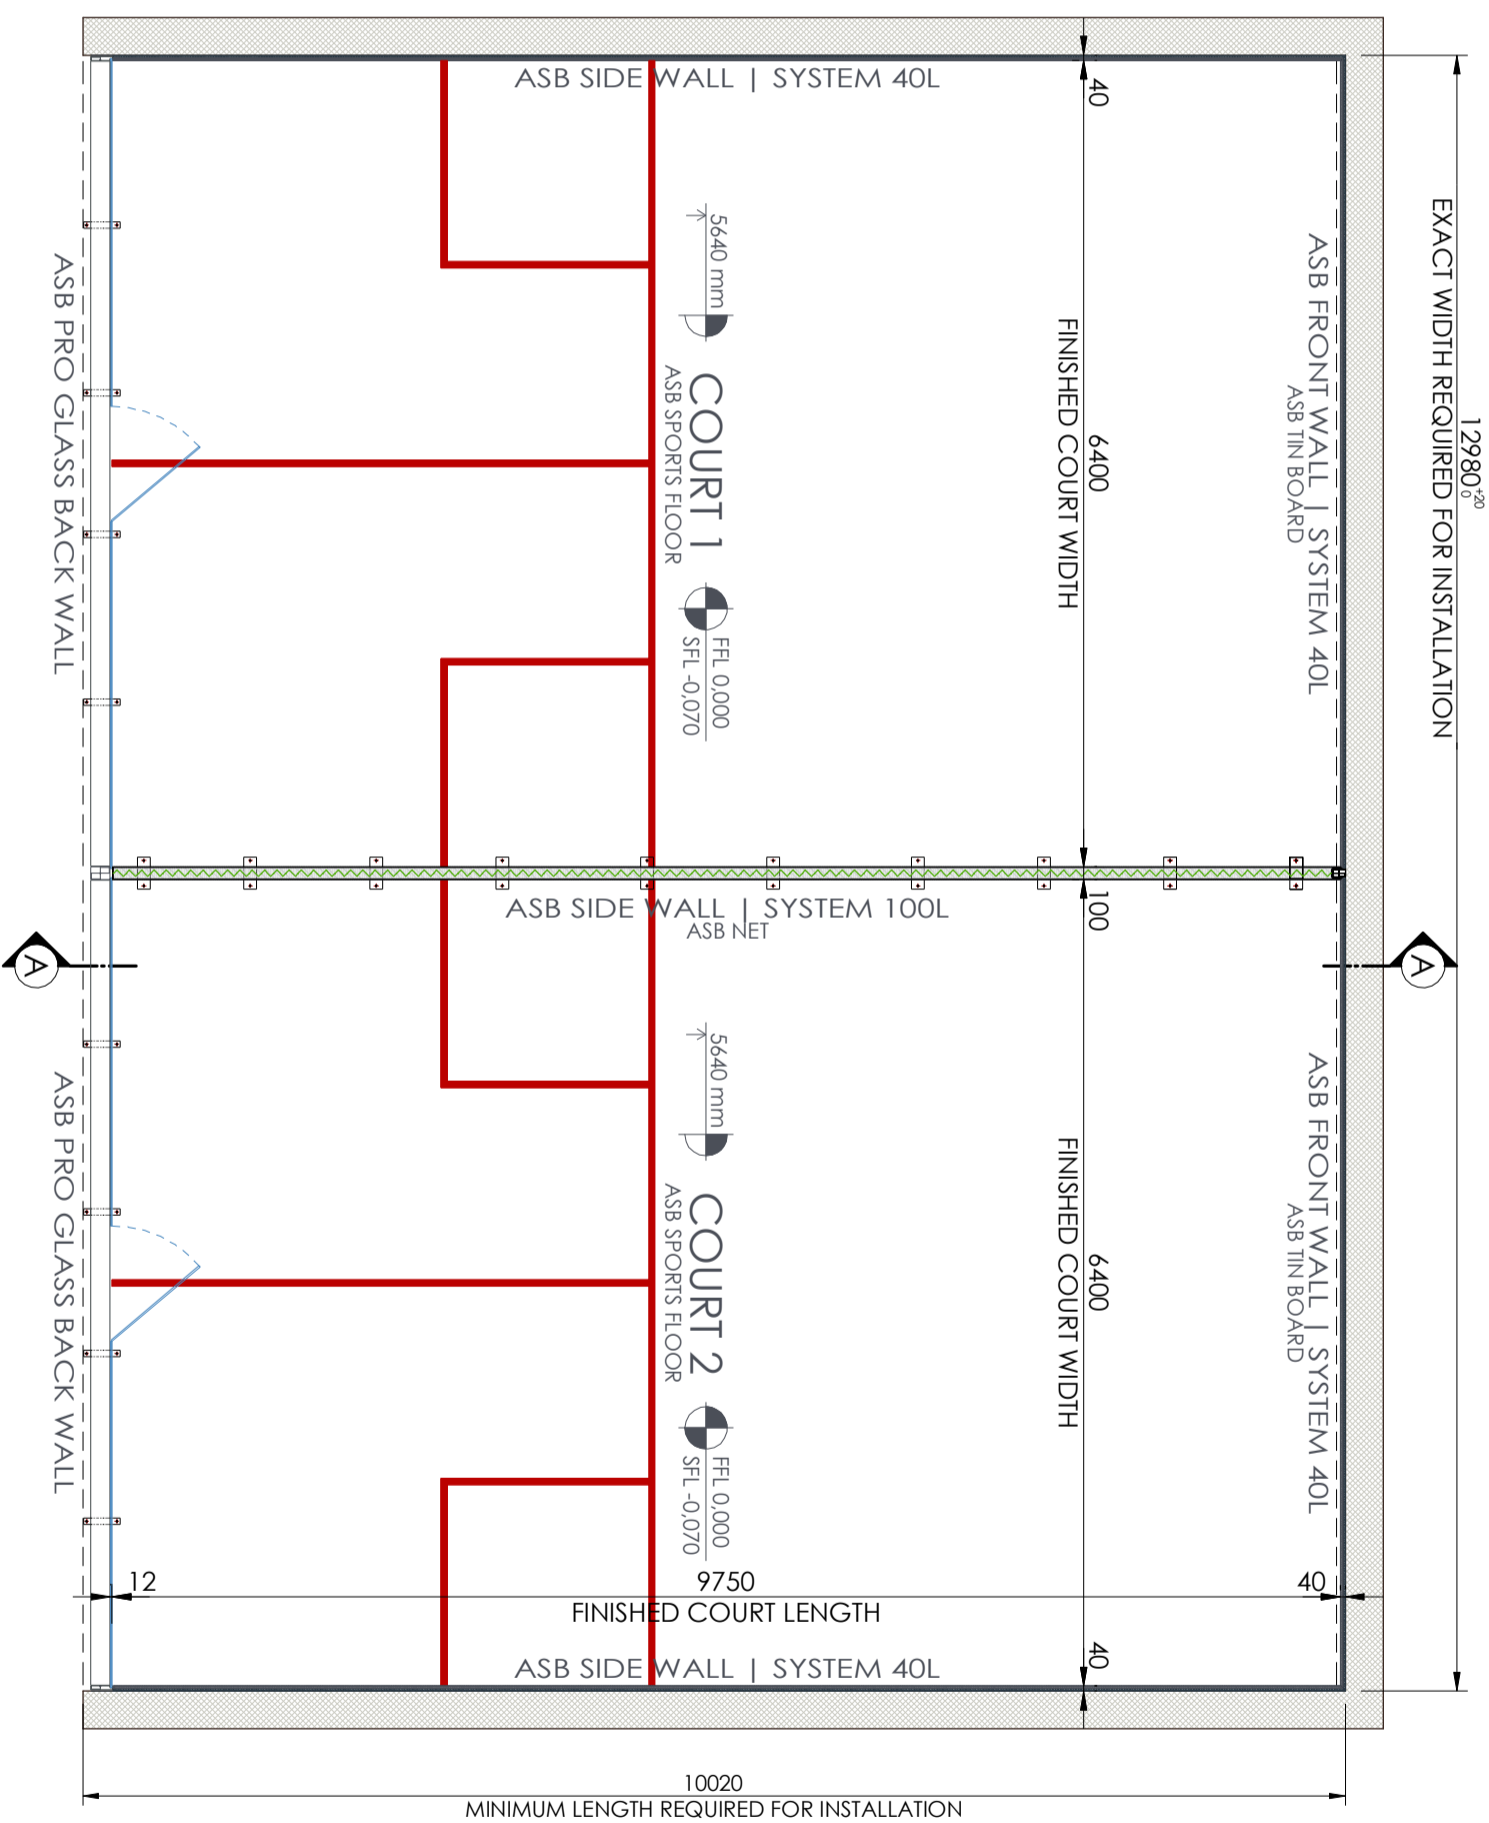 ASB SIDE WALL | SYSTEM 40L
40
12980 +20 0
EXACT WIDTH REQUIRED FOR INSTALLATION
ASB FRONT WALL | SYSTEM 40L
ASB TIN BOARD
6400
FINISHED COURT WIDTH
5640 mm
COURT 1
ASB SPORTS FLOOR
FFL 0,000
SFL -0,070
ASB PRO GLASS BACK WALL
100
ASB SIDE WALL | SYSTEM 100L
ASB NET
A
A
ASB FRONT WALL | SYSTEM 40L
ASB TIN BOARD
6400
FINISHED COURT WIDTH
5640 mm
COURT 2
ASB SPORTS FLOOR
FFL 0,000
SFL -0,070
ASB PRO GLASS BACK WALL
12
9750
40
FINISHED COURT LENGTH
40
ASB SIDE WALL | SYSTEM 40L
10020
MINIMUM LENGTH REQUIRED FOR INSTALLATION